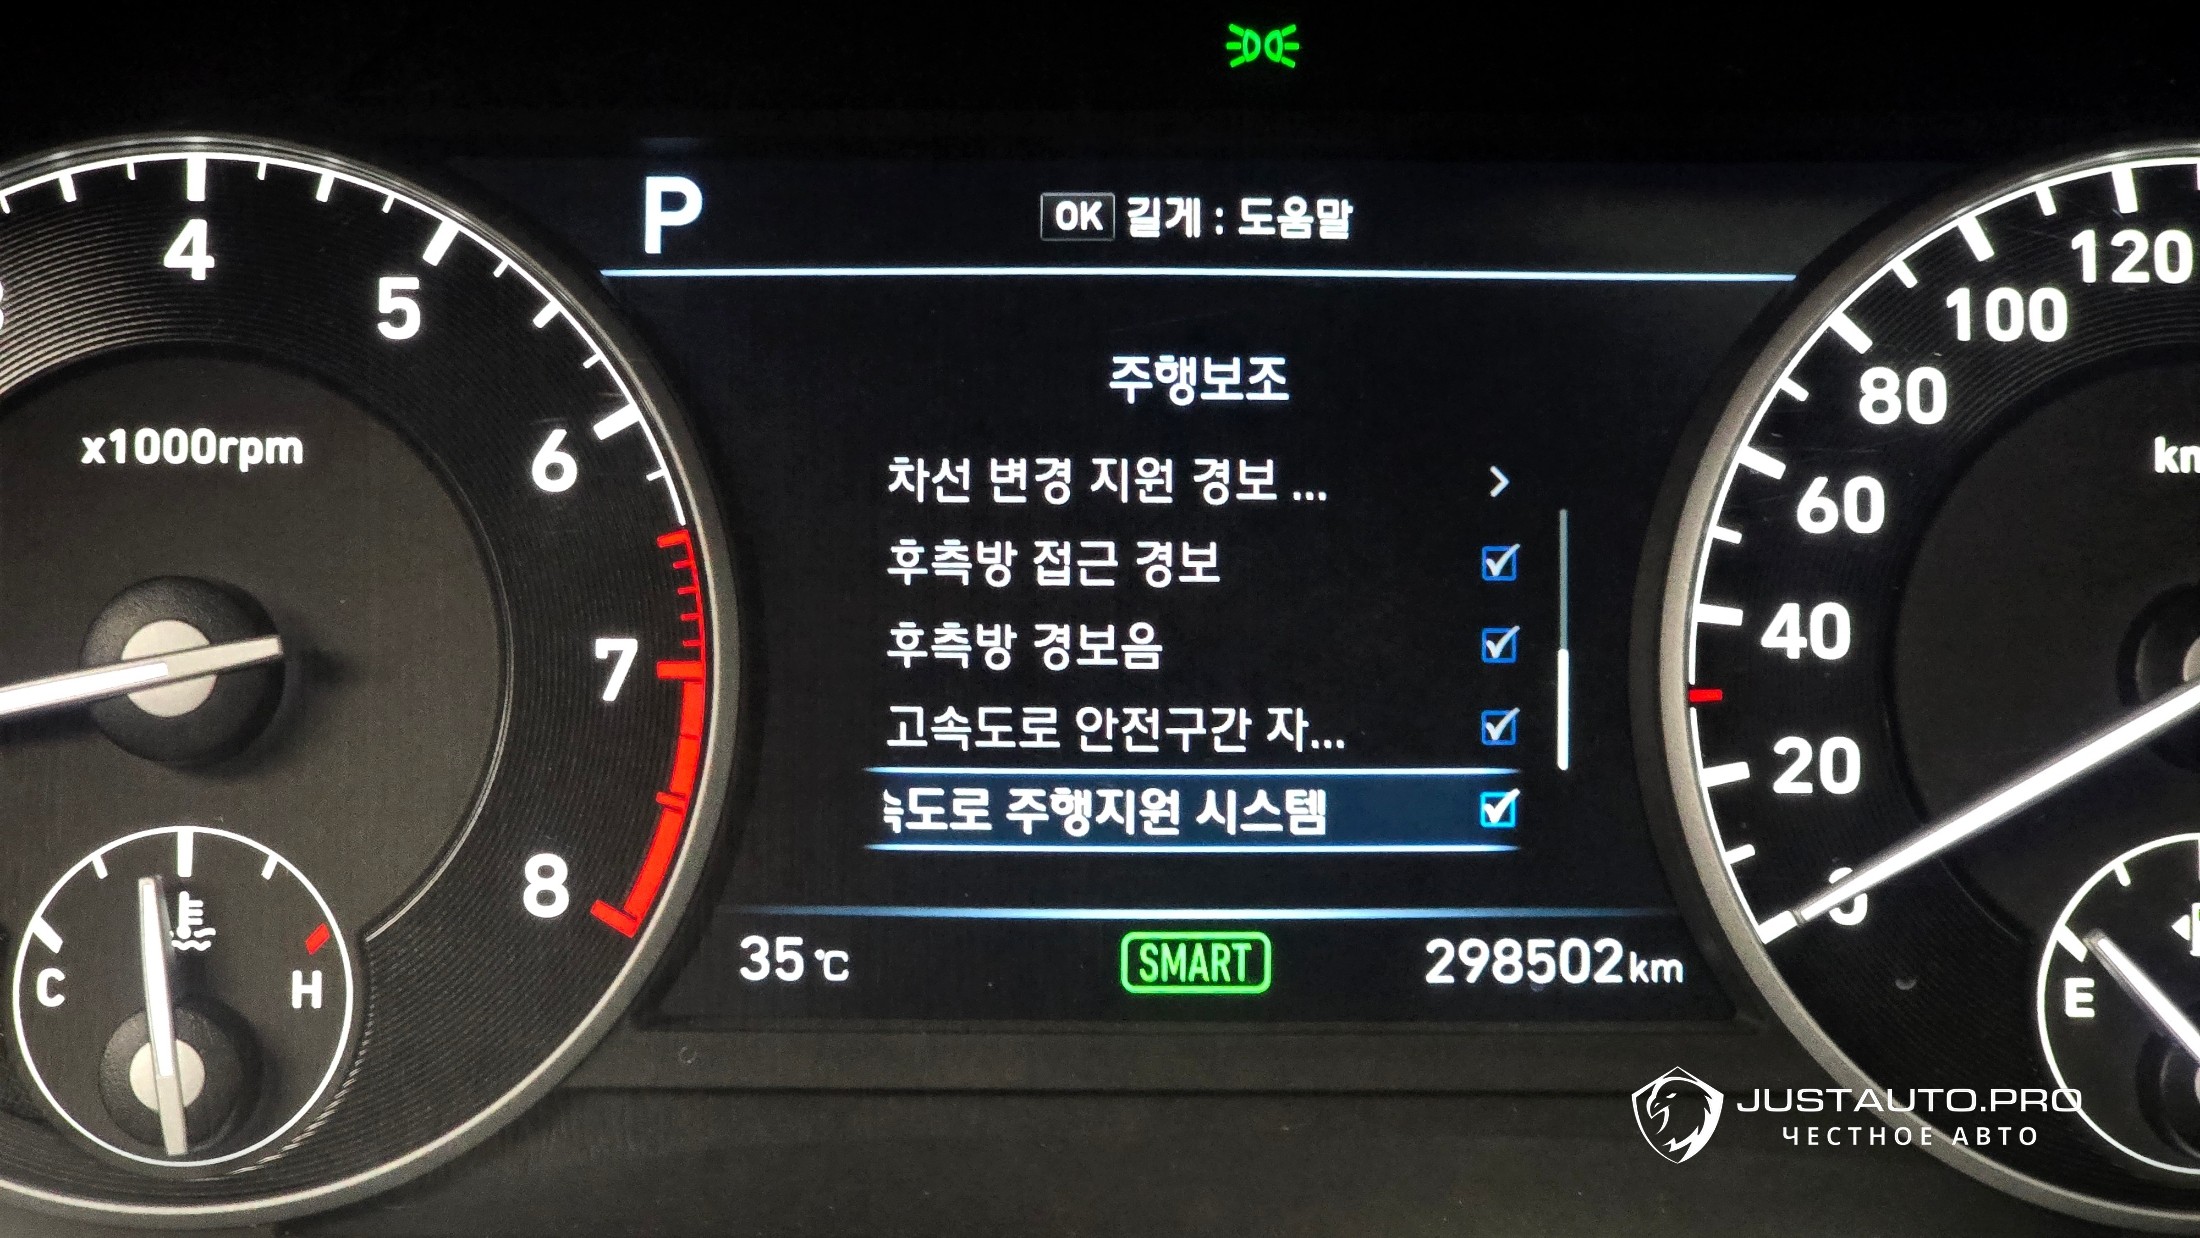 P
OK 길게 : 도움말
4
5
6
7
8
x1000rpm
C
H
주행보조
차선 변경 지원 경보 ...
후측방 접근 경보
후측방 경보음
고속도로 안전구간 자...
도로 주행지원 시스템
35 °C
SMART
298502 km
120
100
80
60
40
20
0
E
JUSTAUTO.PRO
ЧЕСТНОЕ АВТО